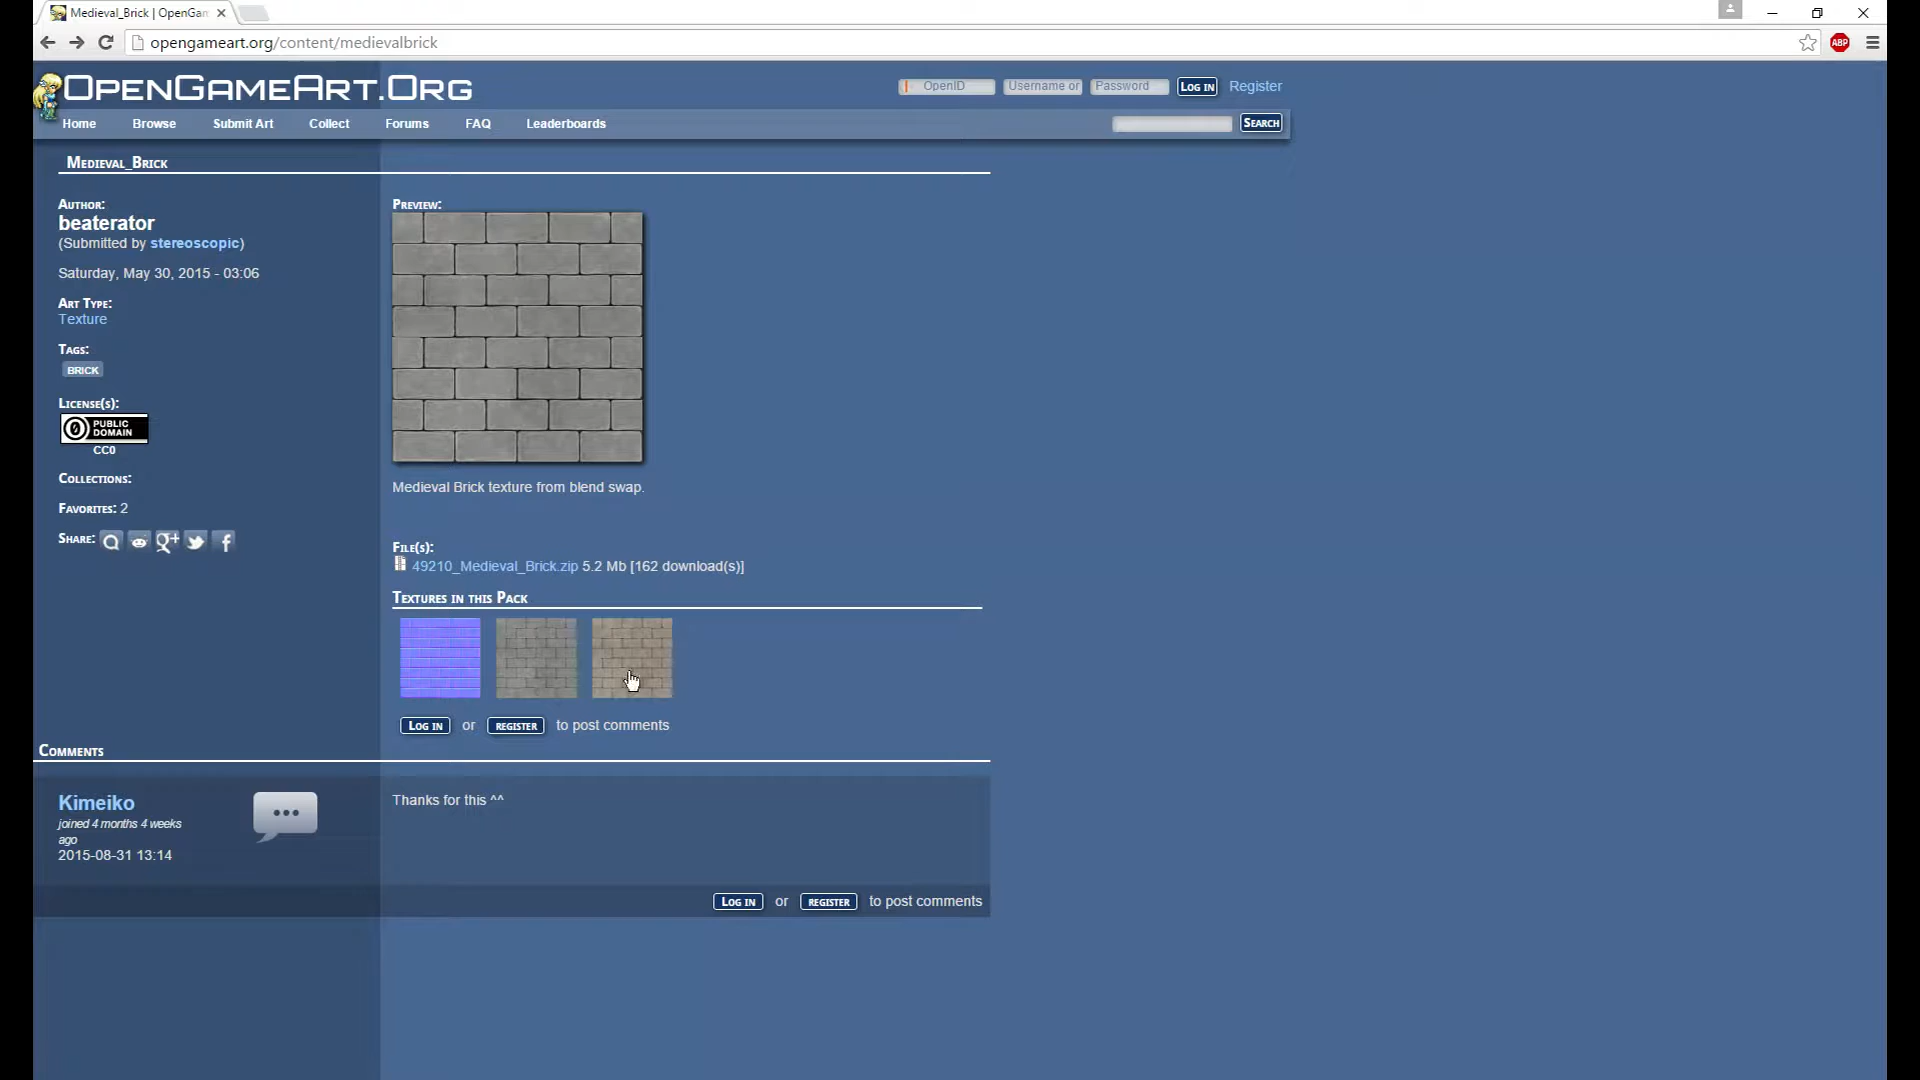 Medieval_Brick | OpenGam
opengameart.org/content/medievalbrick
ABP
OpenGameArt.Org
OpenID
Username or
Password
Log in
Register
Home
Browse
Submit Art
Collect
Forums
FAQ
Leaderboards
Search
Medieval_Brick
Author:
beaterator
(Submitted by stereoscopic)
Saturday, May 30, 2015 - 03:06
Art Type:
Texture
Tags:
BRICK
License(s):
PUBLIC
DOMAIN
CC0
Collections:
Favorites: 2
Share:
Preview:
Medieval Brick texture from blend swap.
File(s):
49210_Medieval_Brick.zip 5.2 Mb [162 download(s)]
Textures in this Pack
Log in or register to post comments
Comments
Kimeiko
joined 4 months 4 weeks
ago
2015-08-31 13:14
Thanks for this ^^
Log in or register to post comments